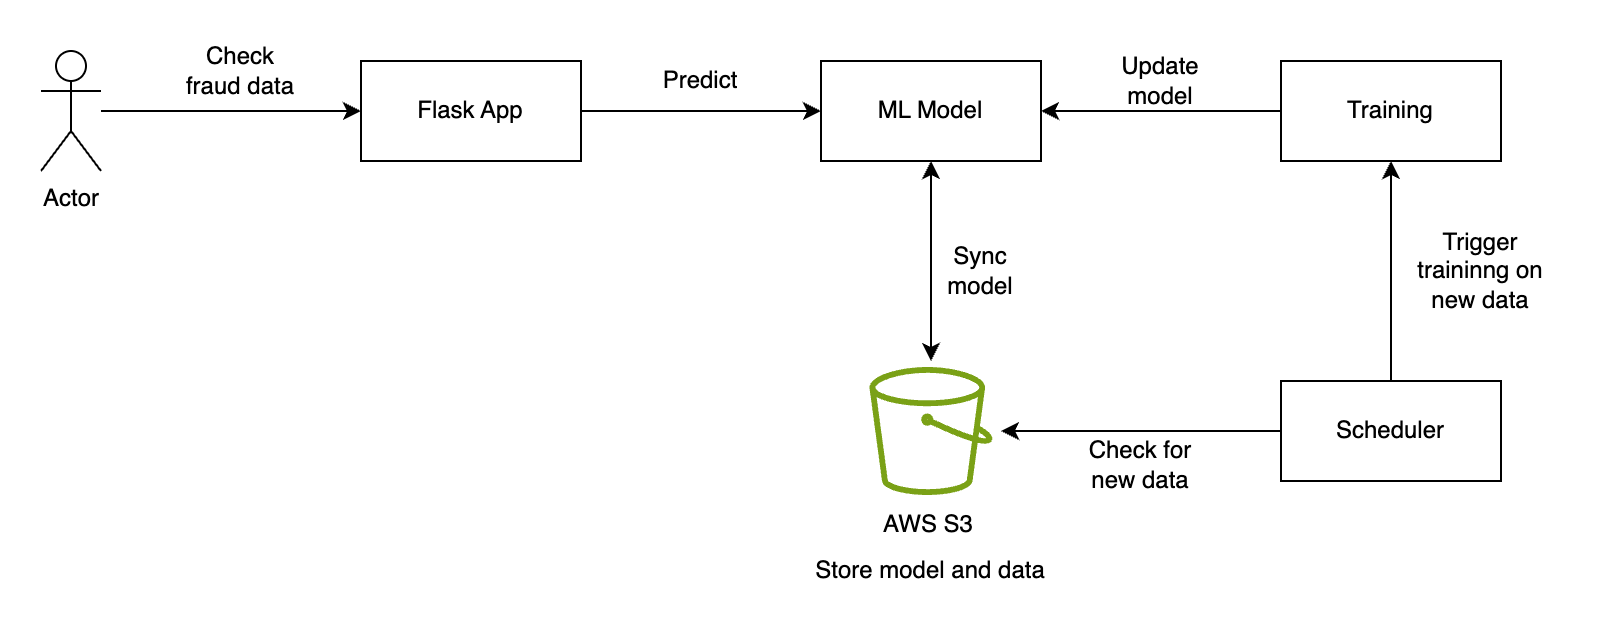 Check
fraud data
Actor
Flask App
Predict
ML Model
Update
model
Training
Sync
model
Trigger
traininng on
new data
Scheduler
Check for
new data
AWS S3
Store model and data